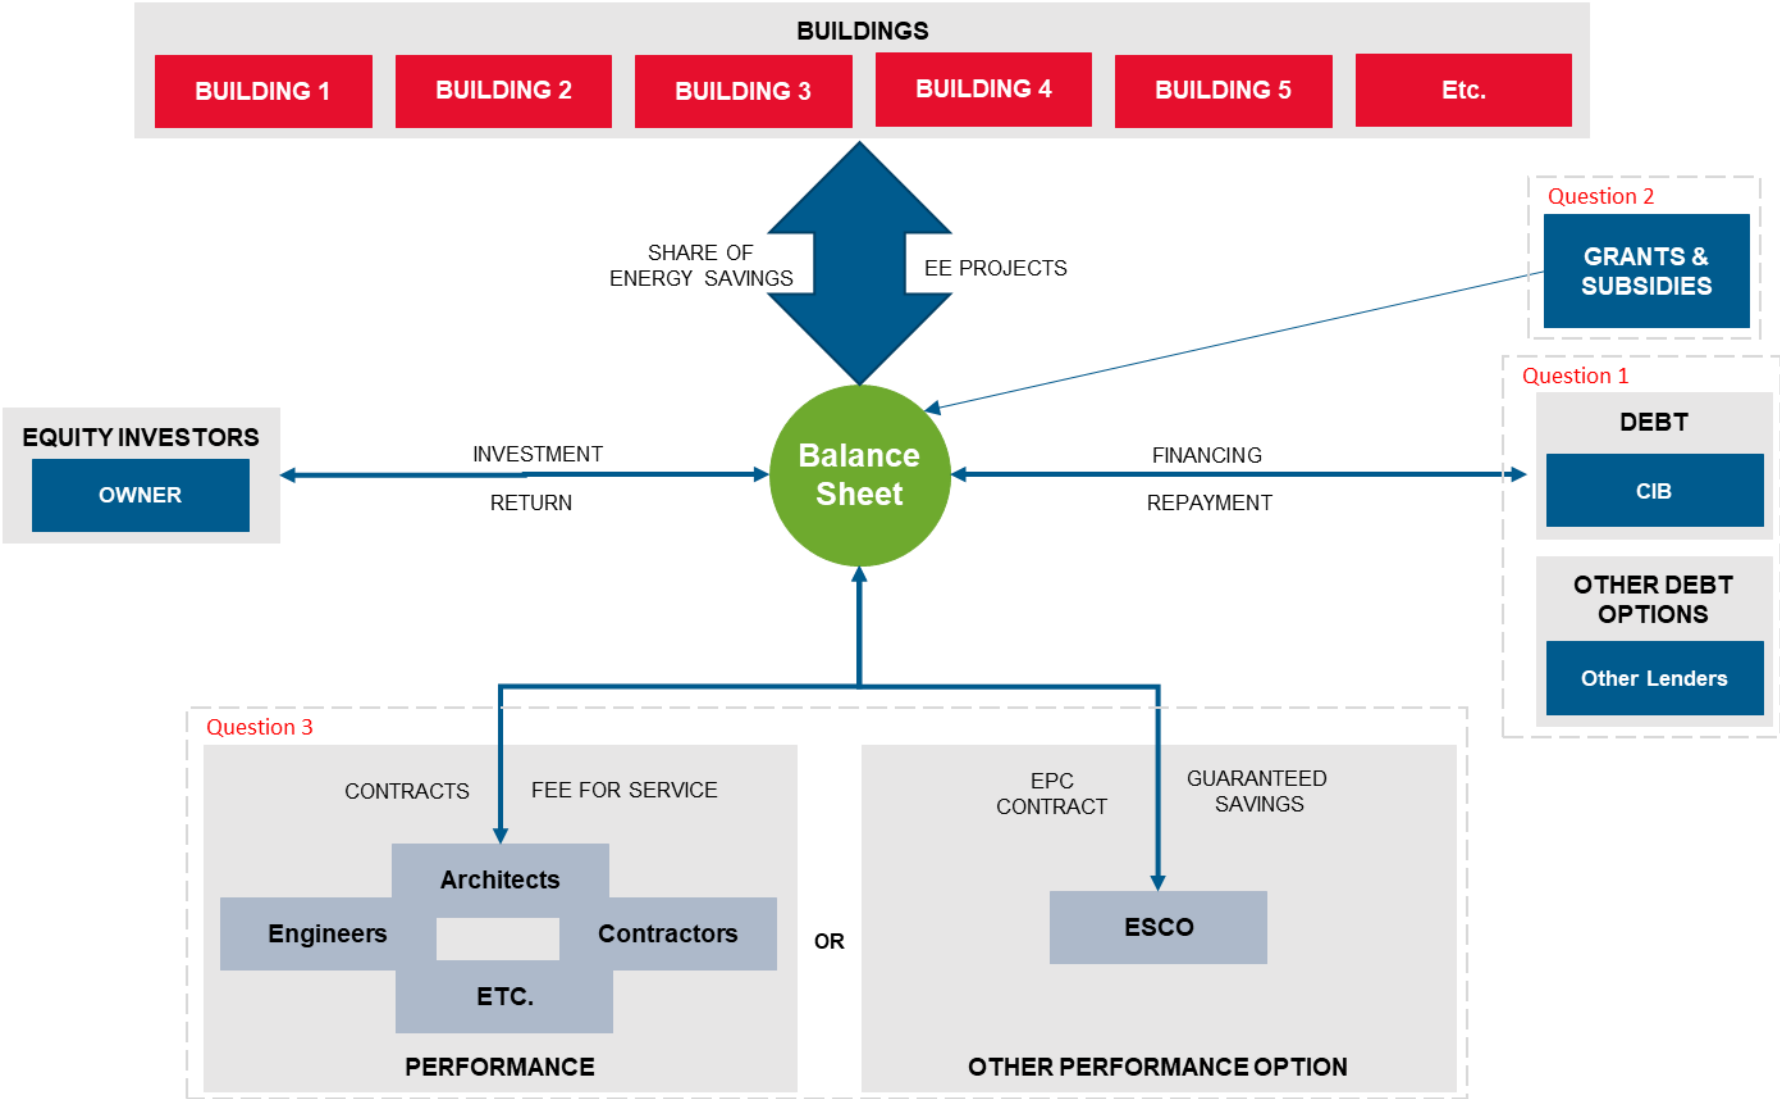 BUILDINGS
BUILDING 1
BUILDING 2
BUILDING 3
BUILDING 4
BUILDING 5
Etc.
SHARE OF
ENERGY SAVINGS
EE PROJECTS
Question 2
GRANTS &
SUBSIDIES
EQUITY INVESTORS
OWNER
INVESTMENT
RETURN
Balance
Sheet
FINANCING
REPAYMENT
Question 1
DEBT
CIB
OTHER DEBT
OPTIONS
Other Lenders
Question 3
CONTRACTS
FEE FOR SERVICE
Architects
Engineers
Contractors
ETC.
PERFORMANCE
OR
EPC
CONTRACT
GUARANTEED
SAVINGS
ESCO
OTHER PERFORMANCE OPTION